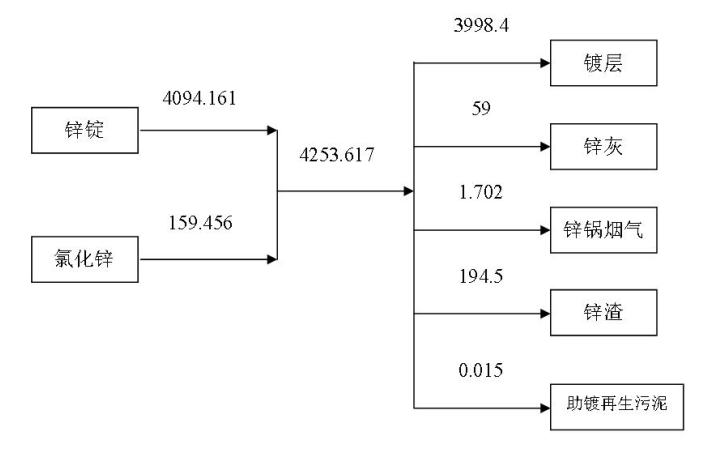 3998.4
镀层
4094.161
锌锭
59
锌灰
4253.617
1.702
锌锅烟气
159.456
氯化锌
194.5
锌渣
0.015
助镀再生污泥